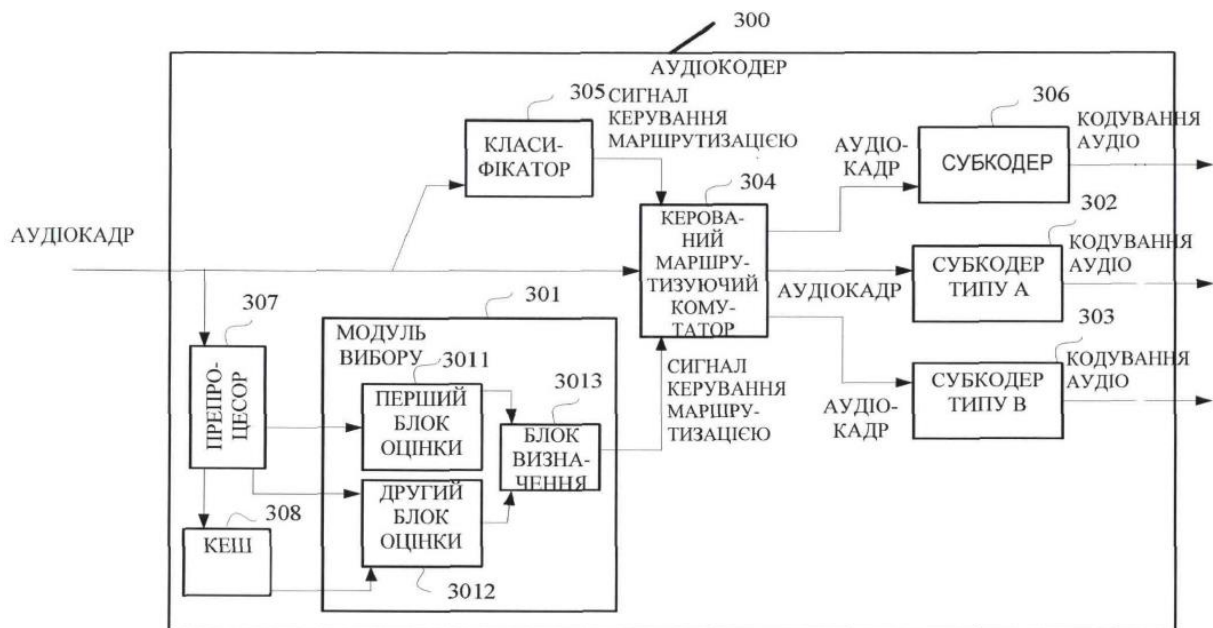 300
АУДІОКОДЕР
305
СИГНАЛ
КЕРУВАННЯ
МАРШРУТИЗАЦІЄЮ
КЛАСИ-
ФІКАТОР
304
АУДІО-
КАДР
306
СУБКОДЕР
КОДУВАННЯ
АУДІО
АУДІОКАДР
КЕРОВА-
НИЙ
МАРШРУ-
ТИЗУЮЧИЙ
КОМУ-
ТАТОР
АУДІОКАДР
302
СУБКОДЕР
ТИПУ А
КОДУВАННЯ
АУДІО
307
ПРЕПРО-
ЦЕСОР
301
МОДУЛЬ
ВИБОРУ
3011
ПЕРШИЙ
БЛОК
ОЦІНКИ
3013
БЛОК
ВИЗНА-
ЧЕННЯ
СИГНАЛ
КЕРУВАННЯ
МАРШРУ-
ТИЗАЦІЄЮ
АУДІО-
КАДР
303
СУБКОДЕР
ТИПУ В
КОДУВАННЯ
АУДІО
308
КЕШ
ДРУГИЙ
БЛОК
ОЦІНКИ
3012